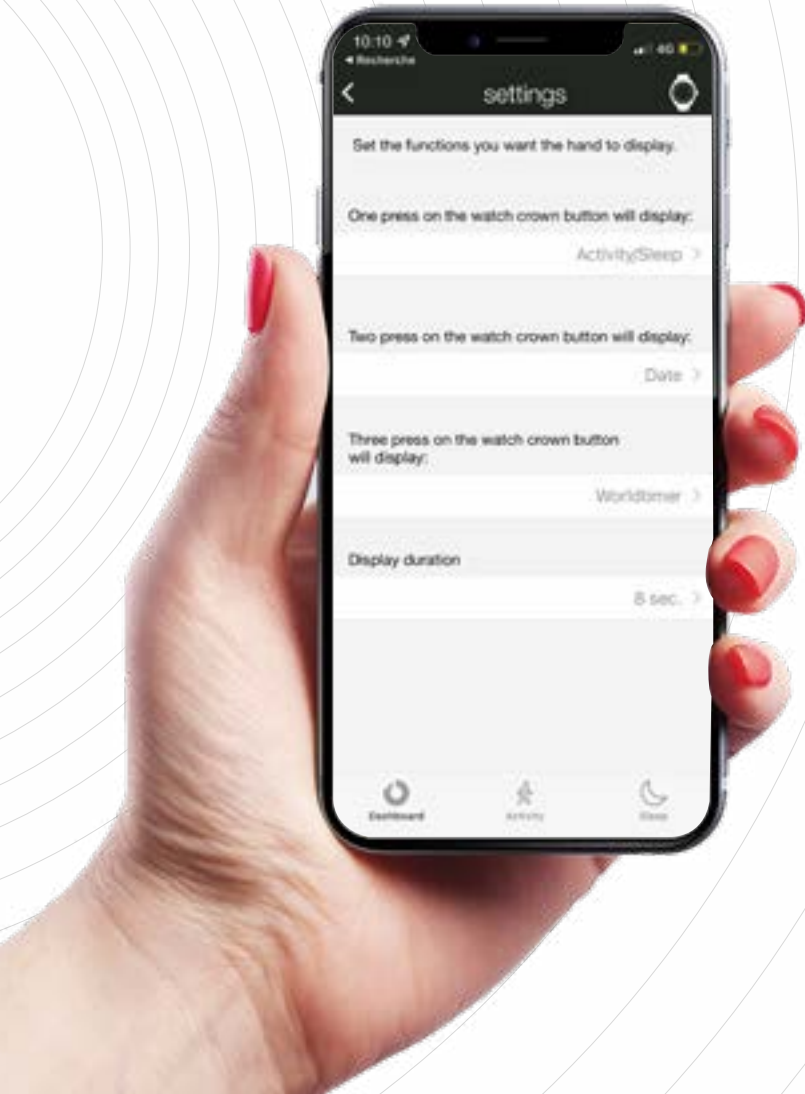 10:10
Recherche
4G
settings
Set the functions you want the hand to display.
One press on the watch crown button will display:
Activity/Sleep
Two press on the watch crown button will display:
Date
Three press on the watch crown button
will display:
Worldtimer
Display duration
8 sec.
Dashboard
Activity
Sleep